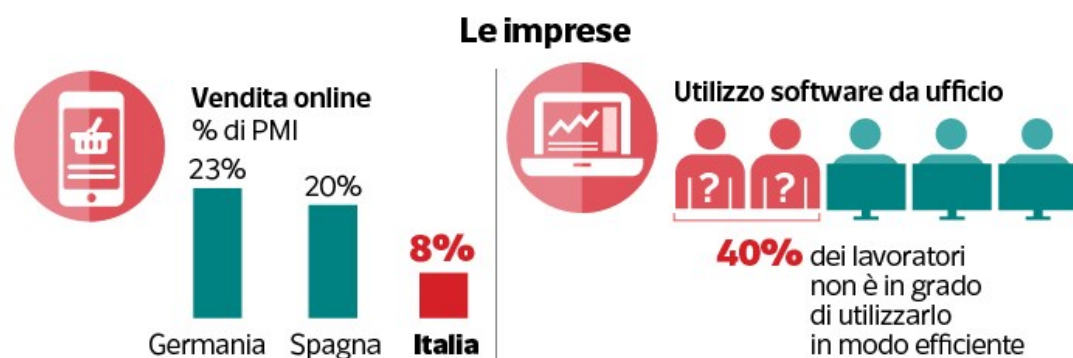 Le imprese
Vendita online
% di PMI
23%
20%
8%
Germania
Spagna
Italia
Utilizzo software da ufficio
? ?
40% dei lavoratori
non è in grado
di utilizzarlo
in modo efficiente